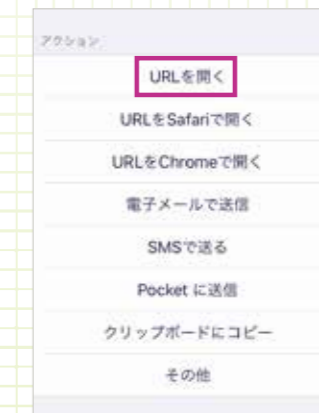 アクション
URLを開く
URLをSafariで開く
URLをChromeで開く
電子メールで送信
SMSで送る
Pocket に送信
クリップボードにコピー
その他